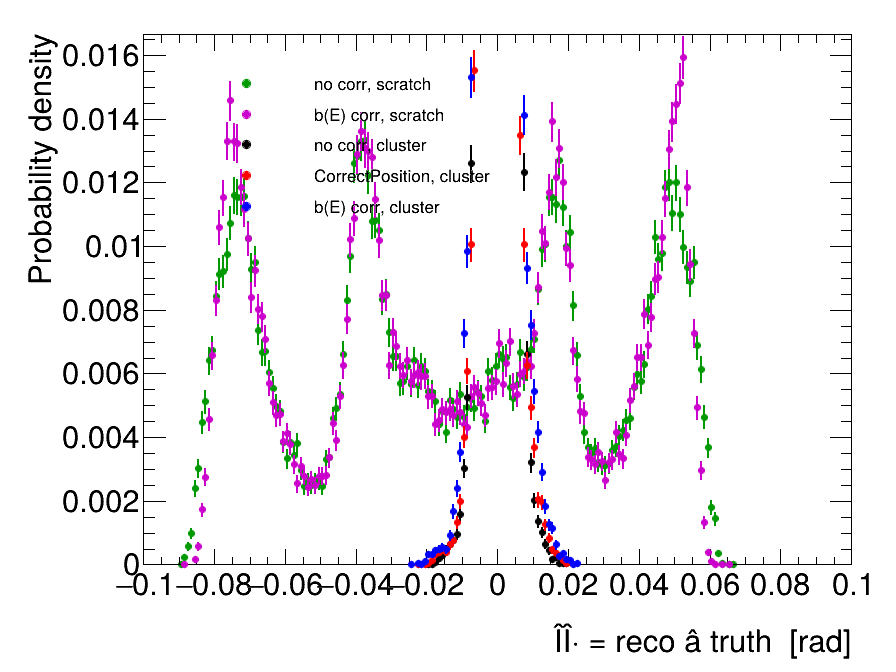 Probability density
0.016
0.014
0.012
0.01
0.008
0.006
0.004
0.002
0
no corr, scratch
b(E) corr, scratch
no corr, cluster
CorrectPosition, cluster
b(E) corr, cluster
−0.1 −0.08 −0.06 −0.04 −0.02 0 0.02 0.04 0.06 0.08 0.1
ÎÎ· = reco â truth [rad]